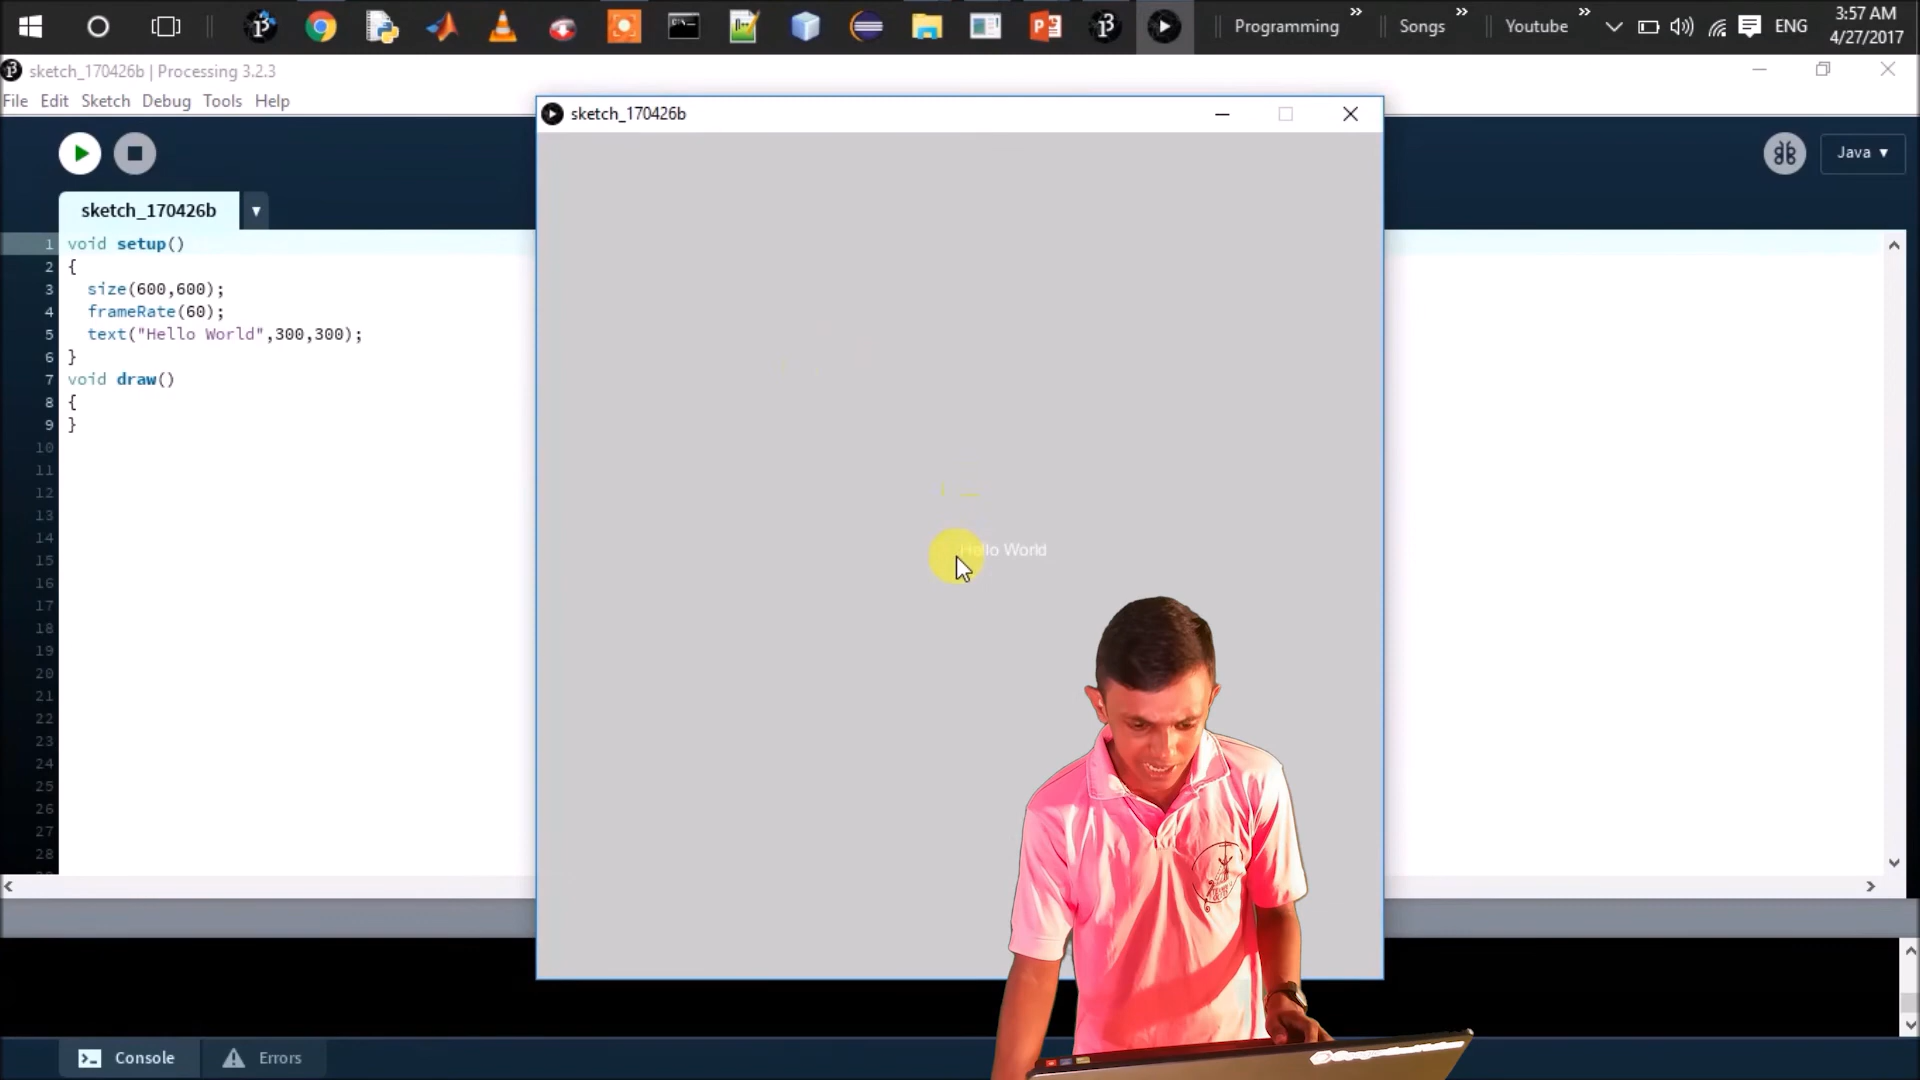 Programming
Songs
Youtube
ENG
3:57 AM
4/27/2017
sketch_170426b | Processing 3.2.3
File Edit Sketch Debug Tools Help
sketch_170426b
Java
sketch_170426b
1 void setup()
2 {
3 size(600,600);
4 frameRate(60);
5 text("Hello World",300,300);
6 }
7 void draw()
8 {
9 }
10
11
12
13
14
15
16
17
18
19
20
21
22
23
24
25
26
27
28
Hello World
Console
Errors